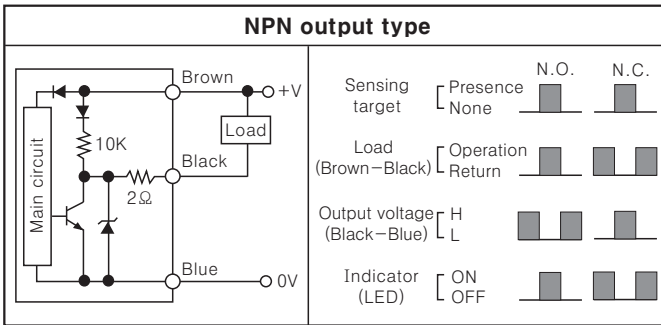 NPN output type
Brown
+V
Load
10K
Black
2Ω
Main circuit
Blue
0V
N.O. N.C.
Sensing target
Presence
None
Load
(Brown−Black)
Operation
Return
Output voltage
(Black−Blue)
H
L
Indicator
(LED)
ON
OFF